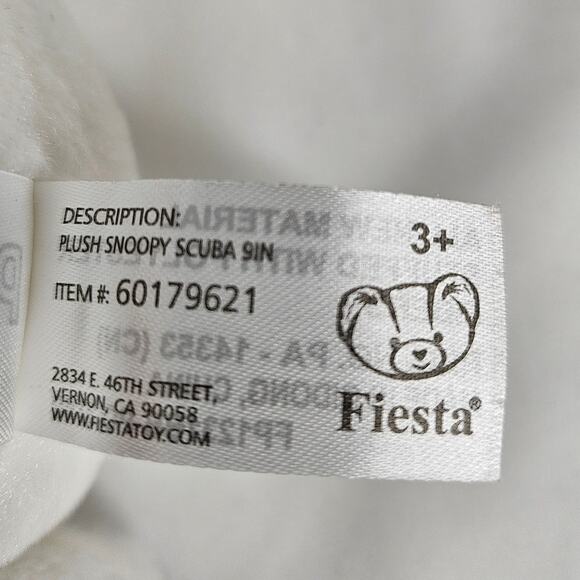 DESCRIPTION:
PLUSH SNOOPY SCUBA 9IN
ITEM #: 60179621
2834 E. 46TH STREET,
VERNON, CA 90058
WWW.FIESTATOY.COM
3+
Fiesta®